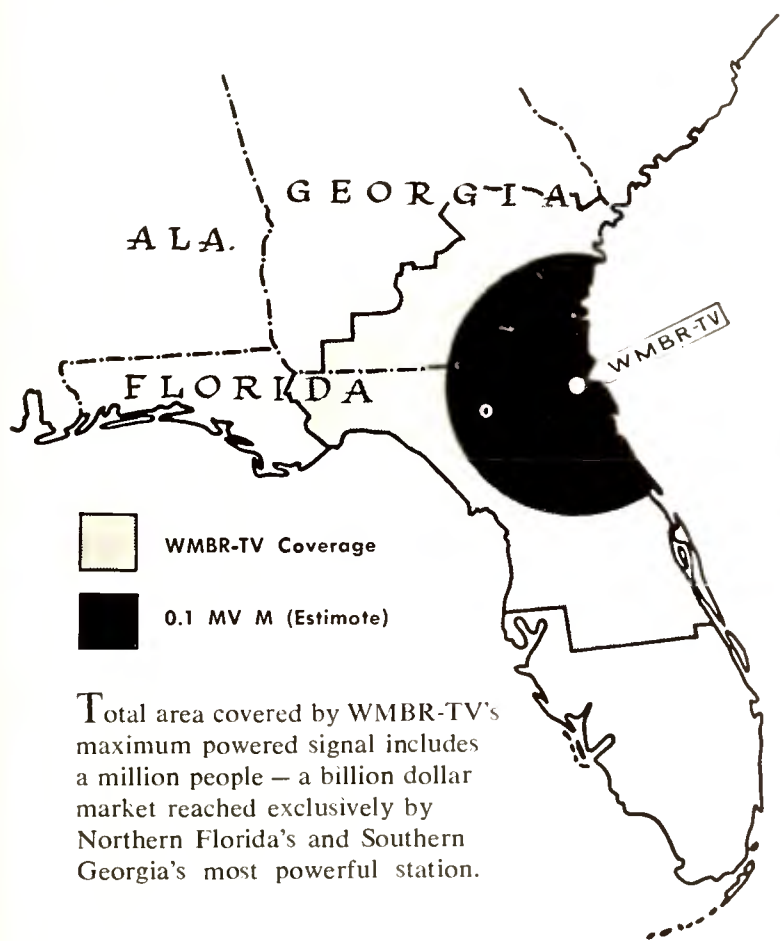 GEORGIA
ALA.
WMBR-TV
FLORIDA
WMBR-TV Coverage
0.1 MV M (Estimote)
Total area covered by WMBR-TV's
maximum powered signal includes
a million people — a billion dollar
market reached exclusively by
Northern Florida's and Southern
Georgia's most powerful station.